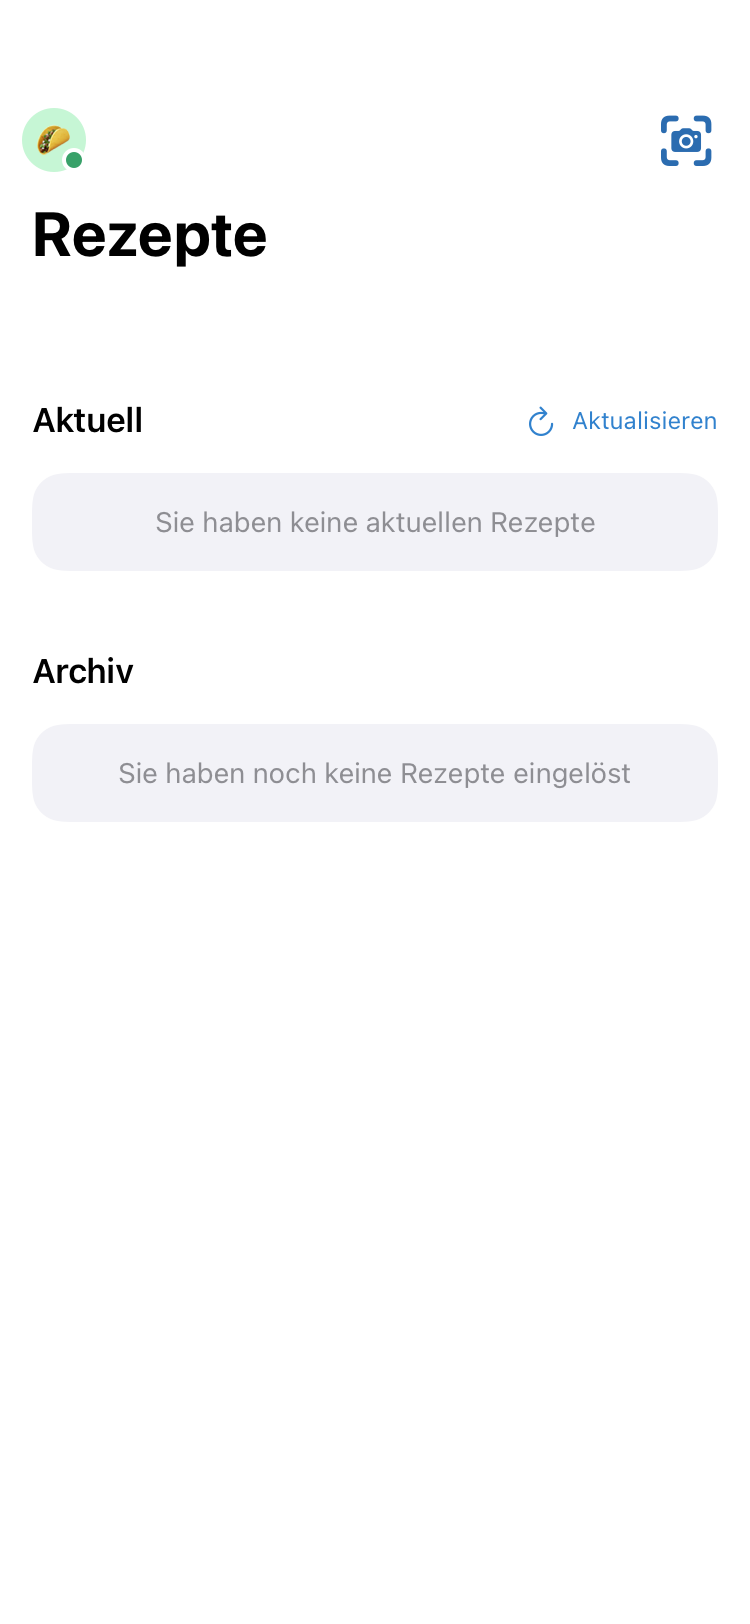 Rezepte
Aktuell
Aktualisieren
Sie haben keine aktuellen Rezepte
Archiv
Sie haben noch keine Rezepte eingelöst